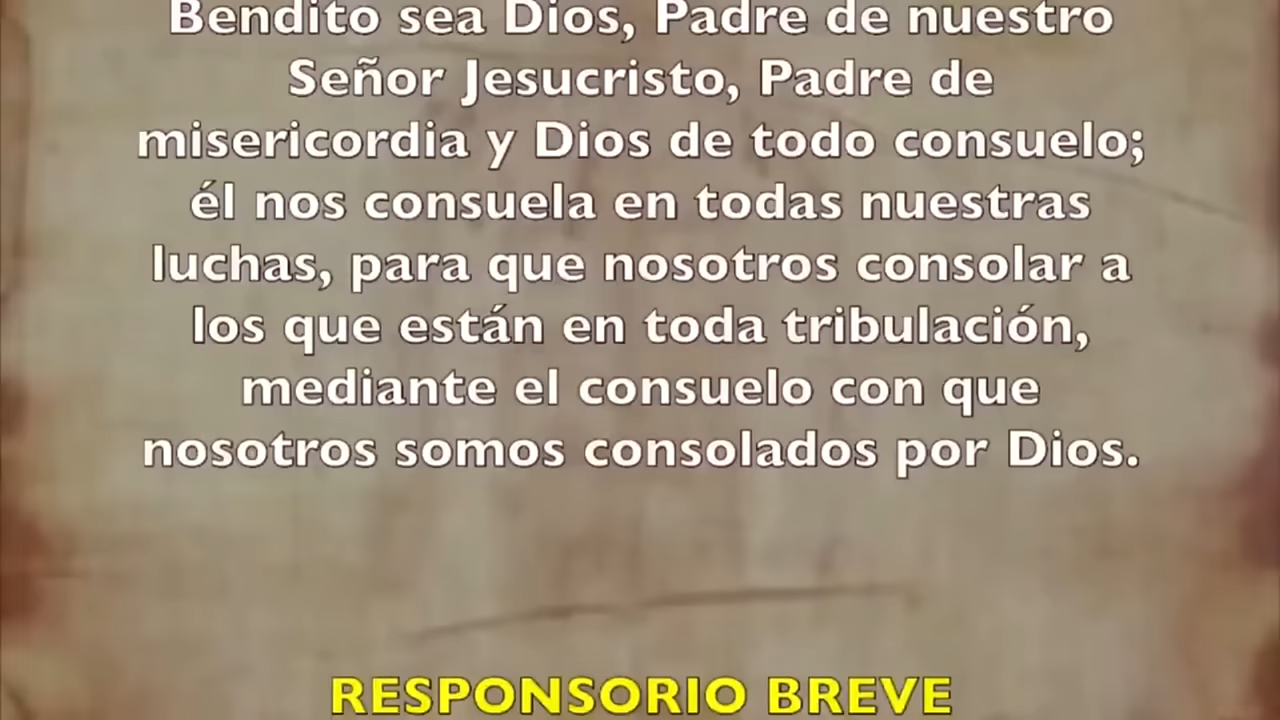 Bendito sea Dios, Padre de nuestro
Señor Jesucristo, Padre de
misericordia y Dios de todo consuelo;
él nos consuela en todas nuestras
luchas, para que nosotros consolar a
los que están en toda tribulación,
mediante el consuelo con que
nosotros somos consolados por Dios.
RESPONSORIO BREVE